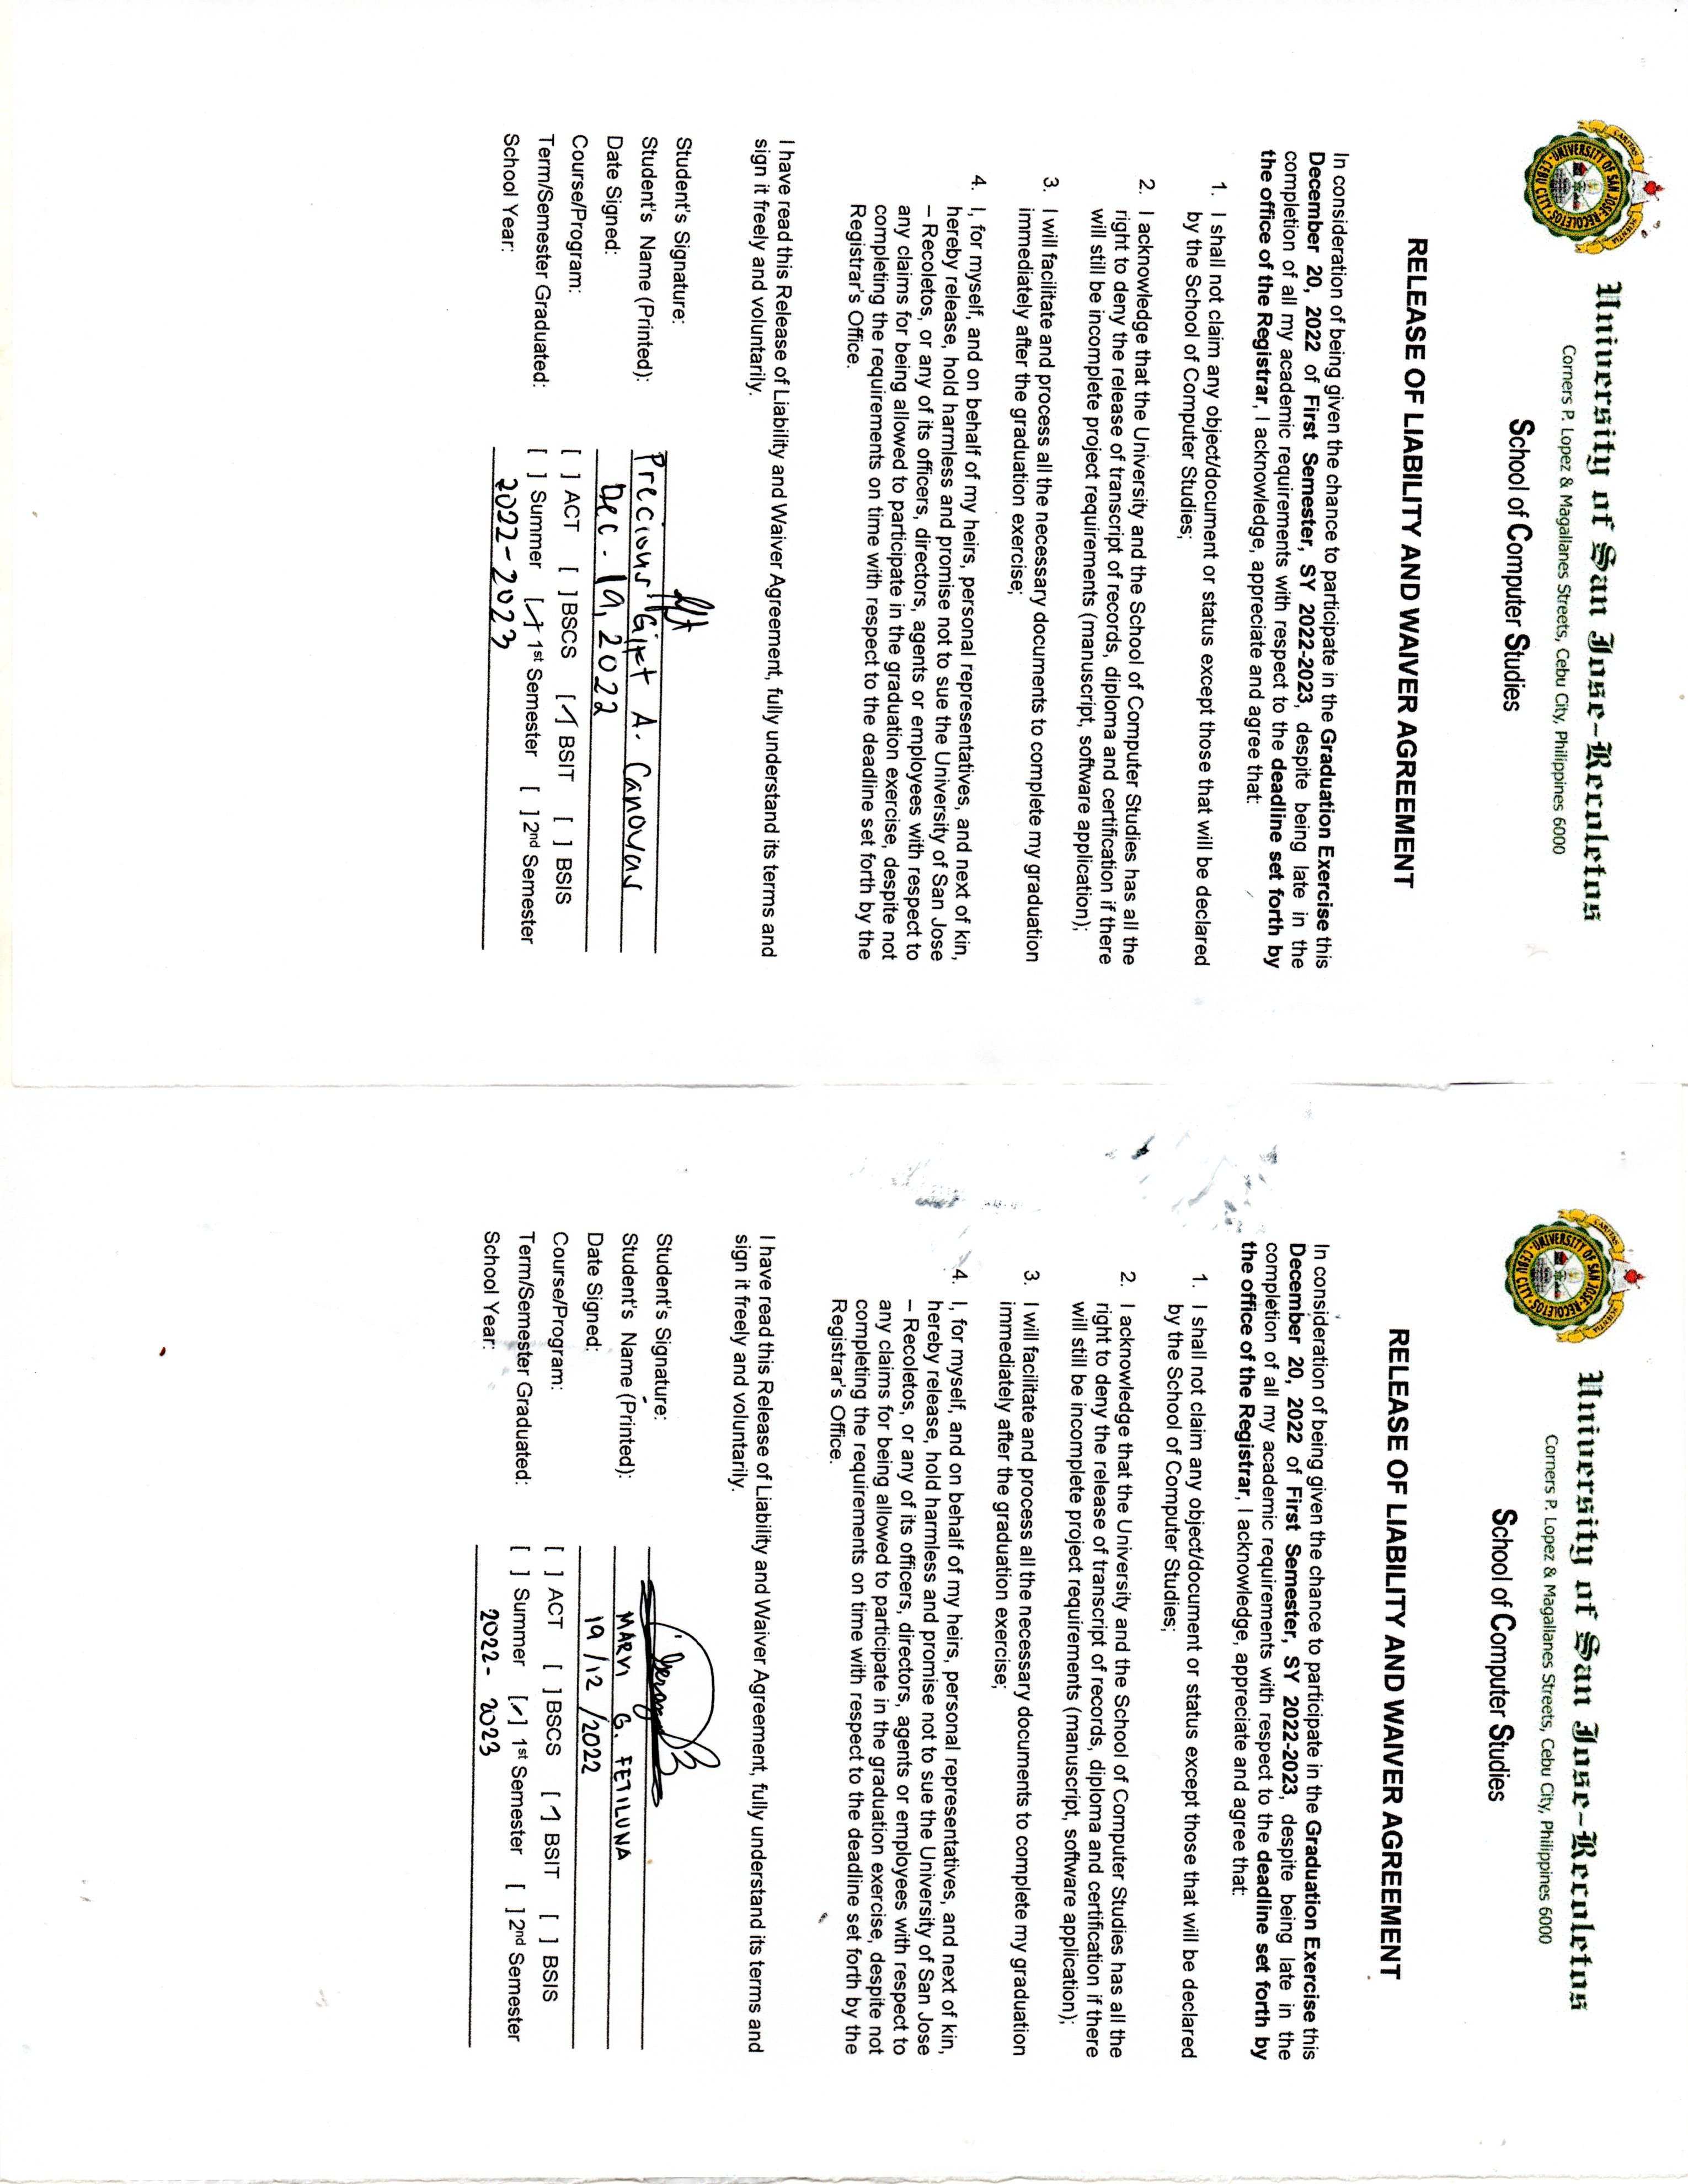 University of San Jose-Recoletos
Corners P. Lopez & Magallanes Streets, Cebu City, Philippines 6000
School of Computer Studies
RELEASE OF LIABILITY AND WAIVER AGREEMENT
In consideration of being given the chance to participate in the Graduation Exercise this
December 20, 2022 of First Semester, SY 2022-2023, despite being late in the
completion of all my academic requirements with respect to the deadline set forth by
the office of the Registrar, I acknowledge, appreciate and agree that:
1. I shall not claim any object/document or status except those that will be declared
by the School of Computer Studies;
2. I acknowledge that the University and the School of Computer Studies has all the
right to deny the release of transcript of records, diploma and certification if there
will still be incomplete project requirements (manuscript, software application);
3. I will facilitate and process all the necessary documents to complete my graduation
immediately after the graduation exercise;
4. I, for myself, and on behalf of my heirs, personal representatives, and next of kin,
hereby release, hold harmless and promise not to sue the University of San Jose
– Recoletos, or any of its officers, directors, agents or employees with respect to
any claims for being allowed to participate in the graduation exercise, despite not
completing the requirements on time with respect to the deadline set forth by the
Registrar's Office.
I have read this Release of Liability and Waiver Agreement, fully understand its terms and
sign it freely and voluntarily.
Student's Signature:
Student's Name (Printed): Precious Gift A. Canovas
Date Signed: Dec. 19, 2022
Course/Program: [ ] ACT [ ] BSCS [✓] BSIT [ ] BSIS
Term/Semester Graduated: [ ] Summer [✓] 1st Semester [ ] 2nd Semester
School Year: 2022-2023
University of San Jose-Recoletos
Corners P. Lopez & Magallanes Streets, Cebu City, Philippines 6000
School of Computer Studies
RELEASE OF LIABILITY AND WAIVER AGREEMENT
In consideration of being given the chance to participate in the Graduation Exercise this
December 20, 2022 of First Semester, SY 2022-2023, despite being late in the
completion of all my academic requirements with respect to the deadline set forth by
the office of the Registrar, I acknowledge, appreciate and agree that:
1. I shall not claim any object/document or status except those that will be declared
by the School of Computer Studies;
2. I acknowledge that the University and the School of Computer Studies has all the
right to deny the release of transcript of records, diploma and certification if there
will still be incomplete project requirements (manuscript, software application);
3. I will facilitate and process all the necessary documents to complete my graduation
immediately after the graduation exercise;
4. I, for myself, and on behalf of my heirs, personal representatives, and next of kin,
hereby release, hold harmless and promise not to sue the University of San Jose
– Recoletos, or any of its officers, directors, agents or employees with respect to
any claims for being allowed to participate in the graduation exercise, despite not
completing the requirements on time with respect to the deadline set forth by the
Registrar's Office.
I have read this Release of Liability and Waiver Agreement, fully understand its terms and
sign it freely and voluntarily.
Student's Signature:
Student's Name (Printed): MARVI G. FETILUNA
Date Signed: 19/12/2022
Course/Program: [ ] ACT [ ] BSCS [✓] BSIT [ ] BSIS
Term/Semester Graduated: [ ] Summer [✓] 1st Semester [ ] 2nd Semester
School Year: 2022-2023